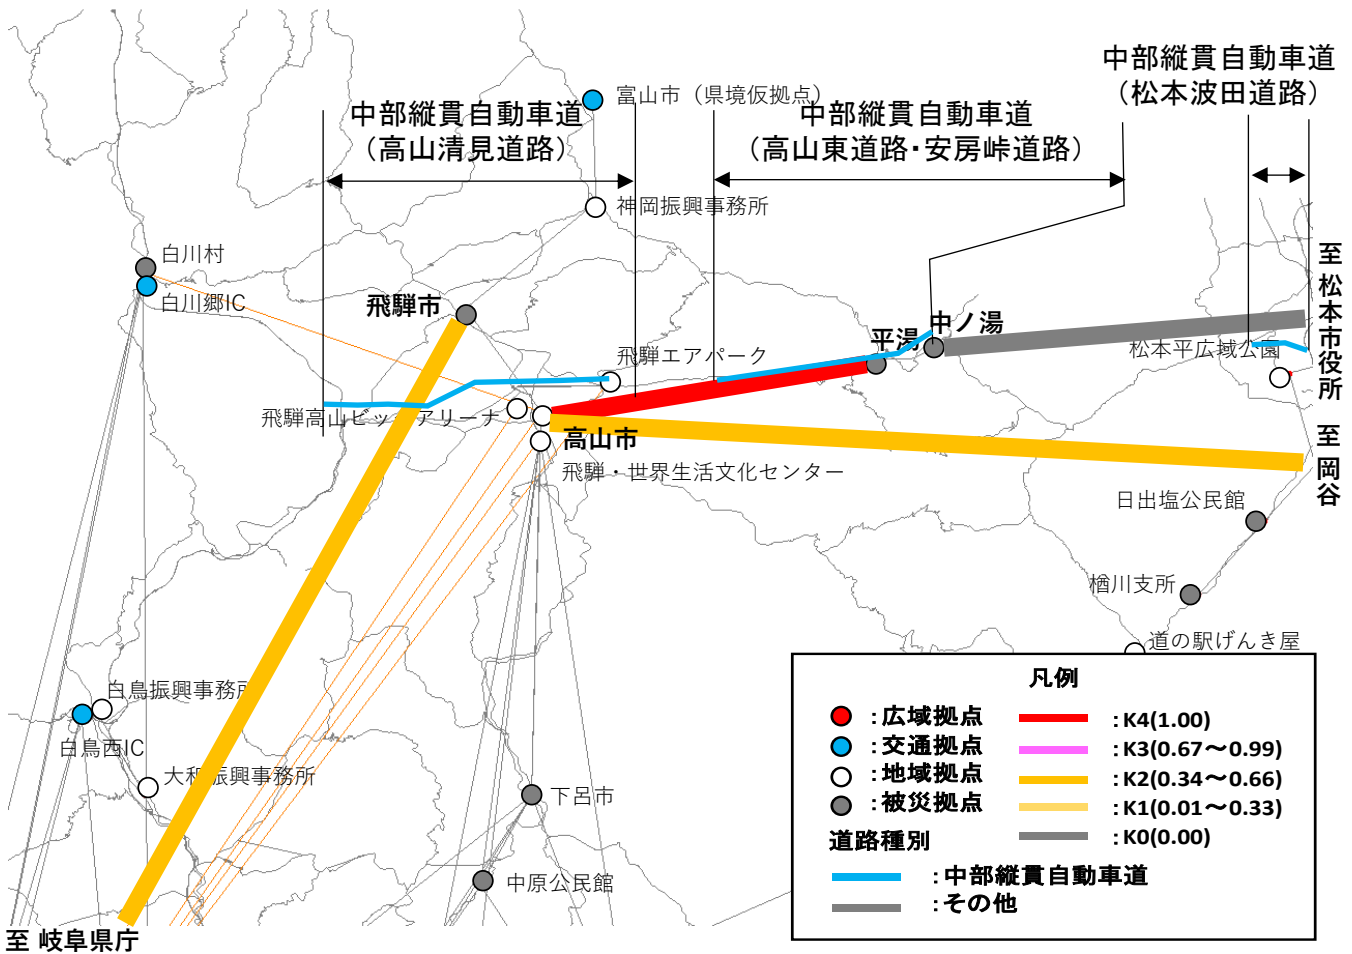 中部縦貫自動車道
（松本波田道路）
富山市（県境仮拠点）
中部縦貫自動車道
（高山清見道路）
中部縦貫自動車道
（高山東道路・安房峠道路）
神岡振興事務所
白川村
白川郷IC
飛騨市
至 松本市役所
中ノ湯
平湯
松本平広域公園
飛騨エアパーク
飛騨高山ビッグアリーナ
高山市
飛騨・世界生活文化センター
至 岡谷
日出塩公民館
楢川支所
道の駅げんき屋
白鳥振興事務所
白鳥西IC
大和振興事務所
下呂市
中原公民館
至 岐阜県庁
凡例
：広域拠点
：交通拠点
：地域拠点
：被災拠点
：K4(1.00)
：K3(0.67～0.99)
：K2(0.34～0.66)
：K1(0.01～0.33)
：K0(0.00)
道路種別
：中部縦貫自動車道
：その他